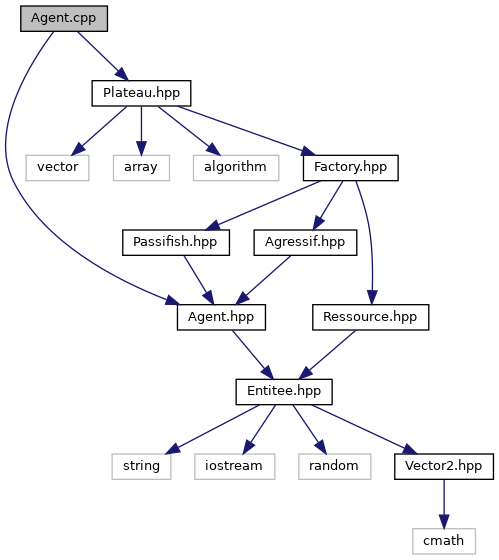 Agent.cpp
Plateau.hpp
vector
array
algorithm
Factory.hpp
Passifish.hpp
Agressif.hpp
Agent.hpp
Ressource.hpp
Entitee.hpp
string
iostream
random
Vector2.hpp
cmath